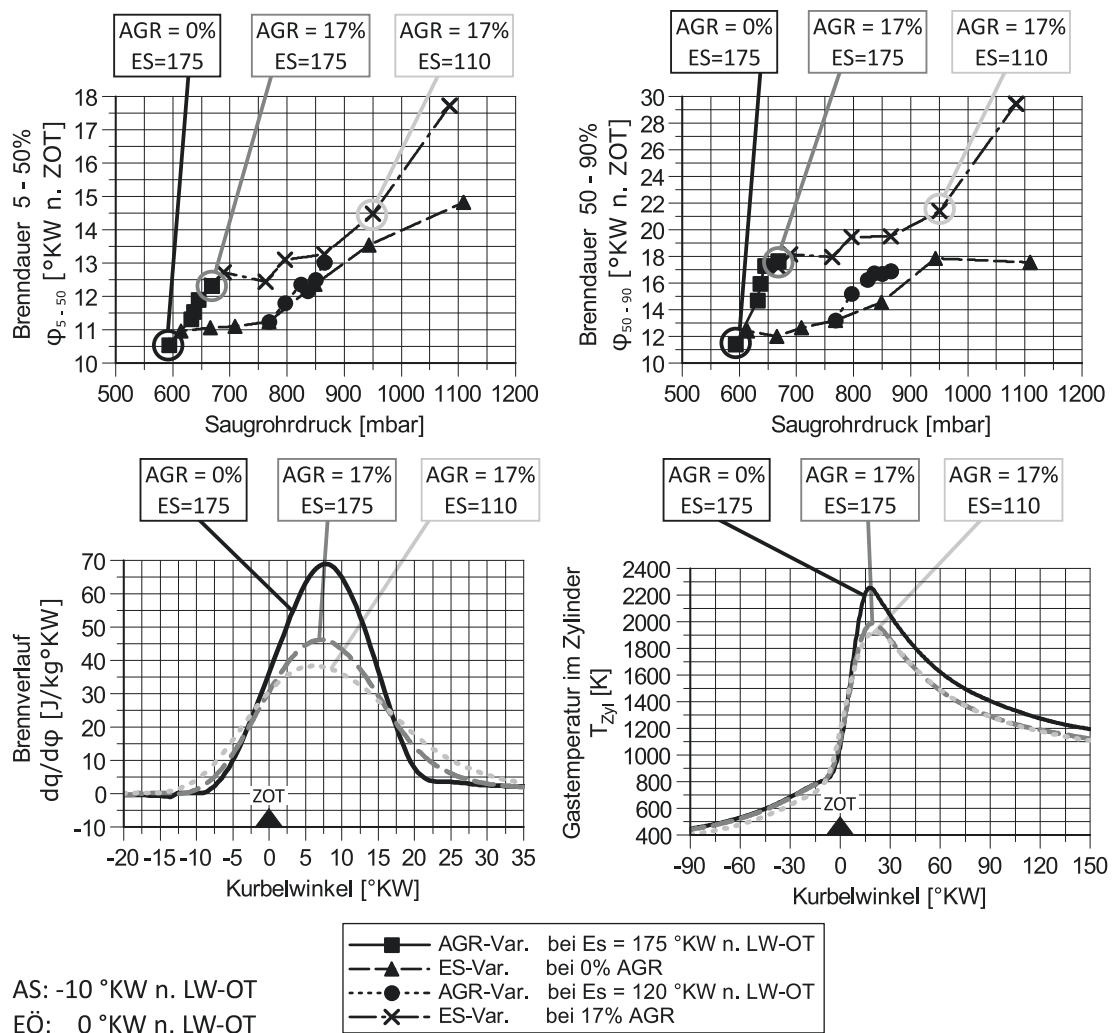 AGR = 0%
ES=175
AGR = 17%
ES=175
AGR = 17%
ES=110
Brenndauer 5 - 50%
φ5 - 50 [°KW n. ZOT]
18
17
16
15
14
13
12
11
10
500 600 700 800 900 1000 1100 1200
Saugrohrdruck [mbar]
AGR = 0%
ES=175
AGR = 17%
ES=175
AGR = 17%
ES=110
Brenndauer 50 - 90%
φ50 - 90 [°KW n. ZOT]
30
28
26
24
22
20
18
16
14
12
10
500 600 700 800 900 1000 1100 1200
Saugrohrdruck [mbar]
AGR = 0%
ES=175
AGR = 17%
ES=175
AGR = 17%
ES=110
Brennverlauf
dq/dφ [J/kg°KW]
70
60
50
40
30
20
10
0
-10
ZOT
-20 -15 -10 -5 0 5 10 15 20 25 30 35
Kurbelwinkel [°KW]
AGR = 0%
ES=175
AGR = 17%
ES=175
AGR = 17%
ES=110
Gastemperatur im Zylinder
TZyl [K]
2400
2200
2000
1800
1600
1400
1200
1000
800
600
400
ZOT
-90 -60 -30 0 30 60 90 120 150
Kurbelwinkel [°KW]
AS: -10 °KW n. LW-OT
EÖ: 0 °KW n. LW-OT
AGR-Var. bei Es = 175 °KW n. LW-OT
ES-Var. bei 0% AGR
AGR-Var. bei Es = 120 °KW n. LW-OT
ES-Var. bei 17% AGR